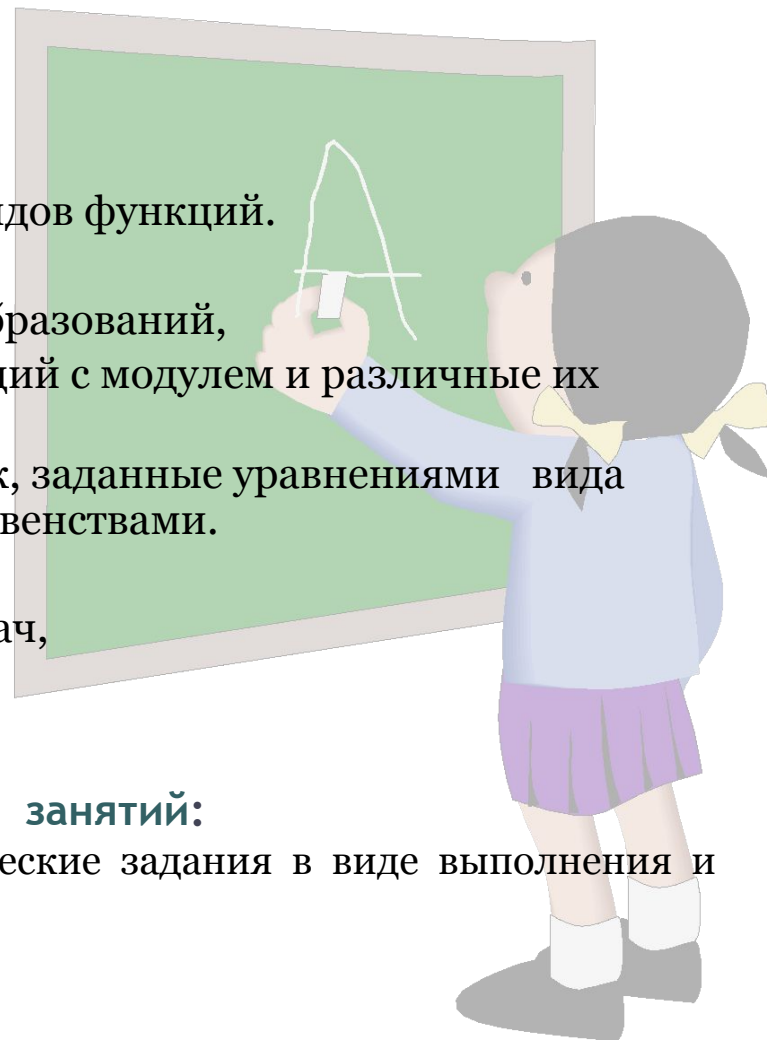 дов функций.
бразований,
ций с модулем и различные их
к, заданные уравнениями вида
венствами.
ач,
занятий:
еские задания в виде выполнения и